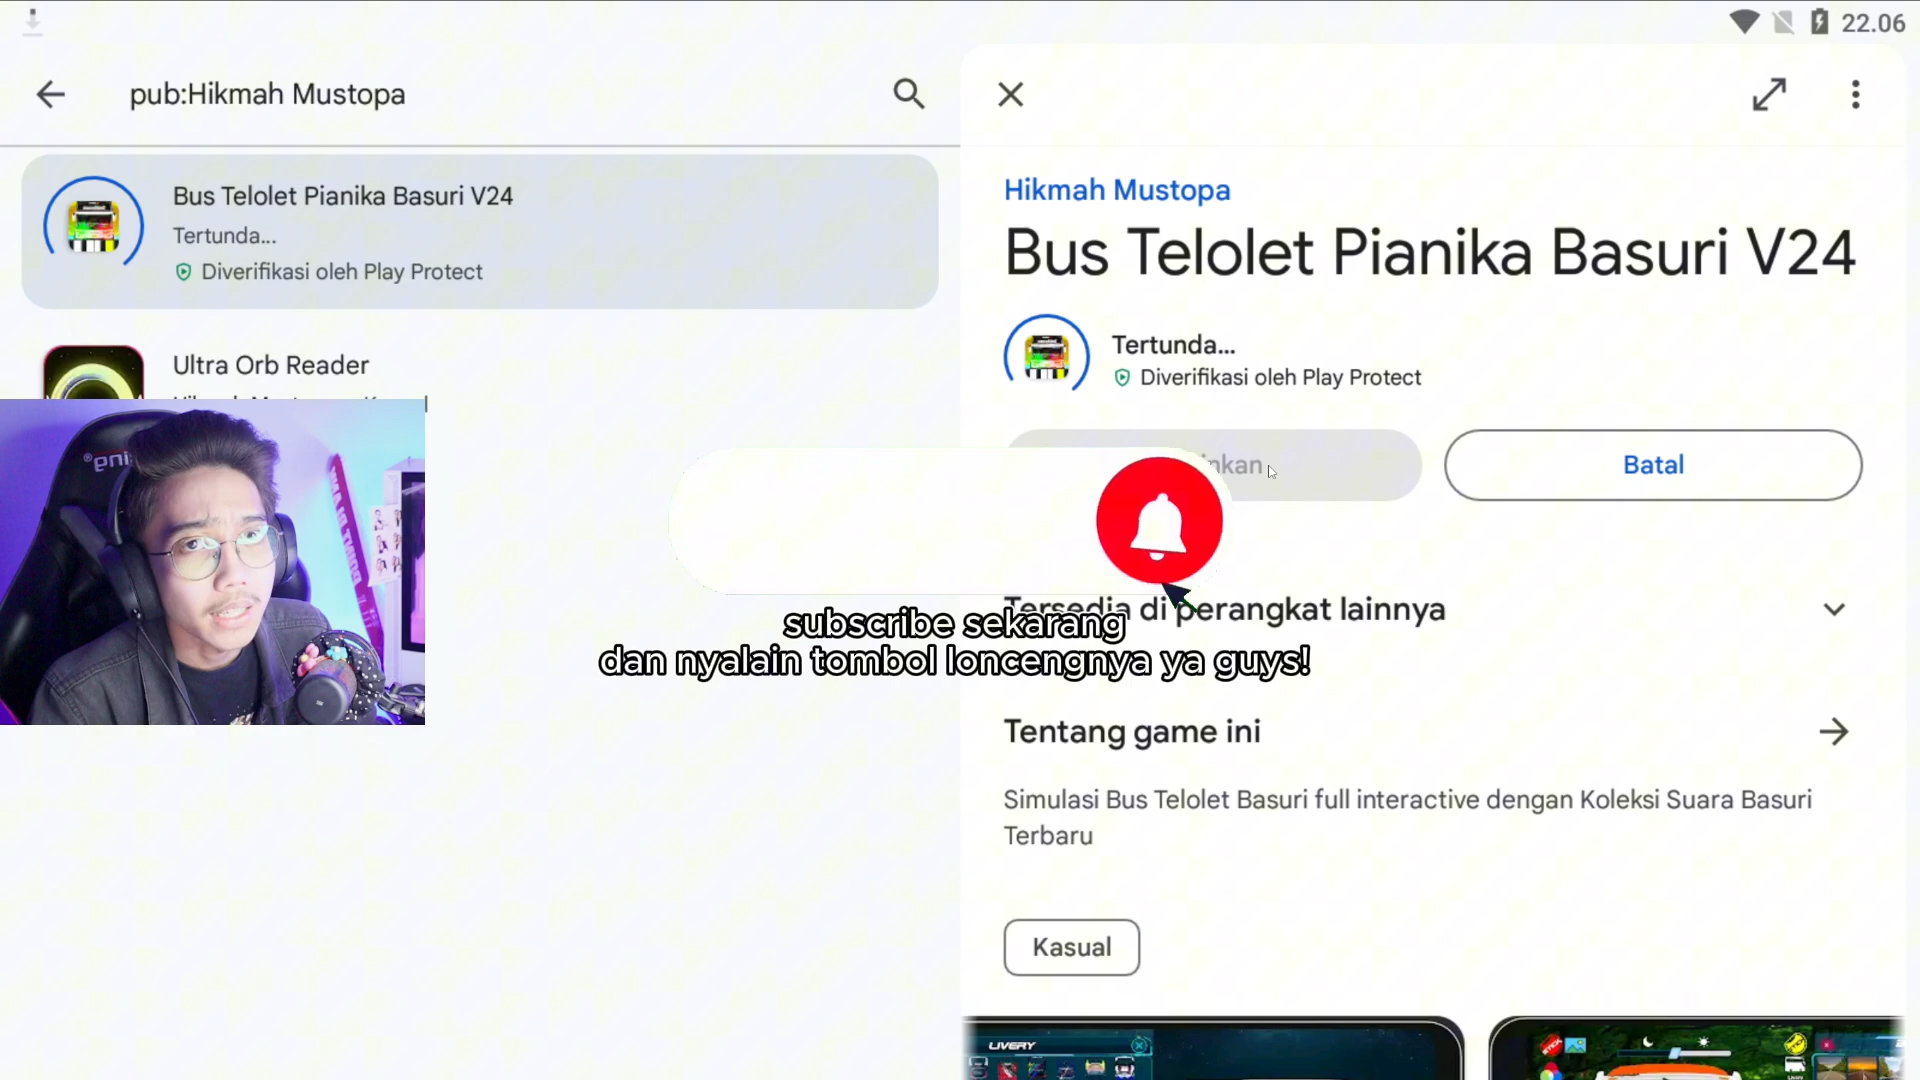 22.06
pub:Hikmah Mustopa
Bus Telolet Pianika Basuri V24
Tertunda...
Diverifikasi oleh Play Protect
Ultra Orb Reader
Hikmah Mustopa
Bus Telolet Pianika Basuri V24
Tertunda...
Diverifikasi oleh Play Protect
Batal
Tersedia di perangkat lainnya
subscribe sekarang
dan nyalain tombol loncengnya ya guys!
Tentang game ini
Simulasi Bus Telolet Basuri full interactive dengan Koleksi Suara Basuri
Terbaru
Kasual
LIVERY